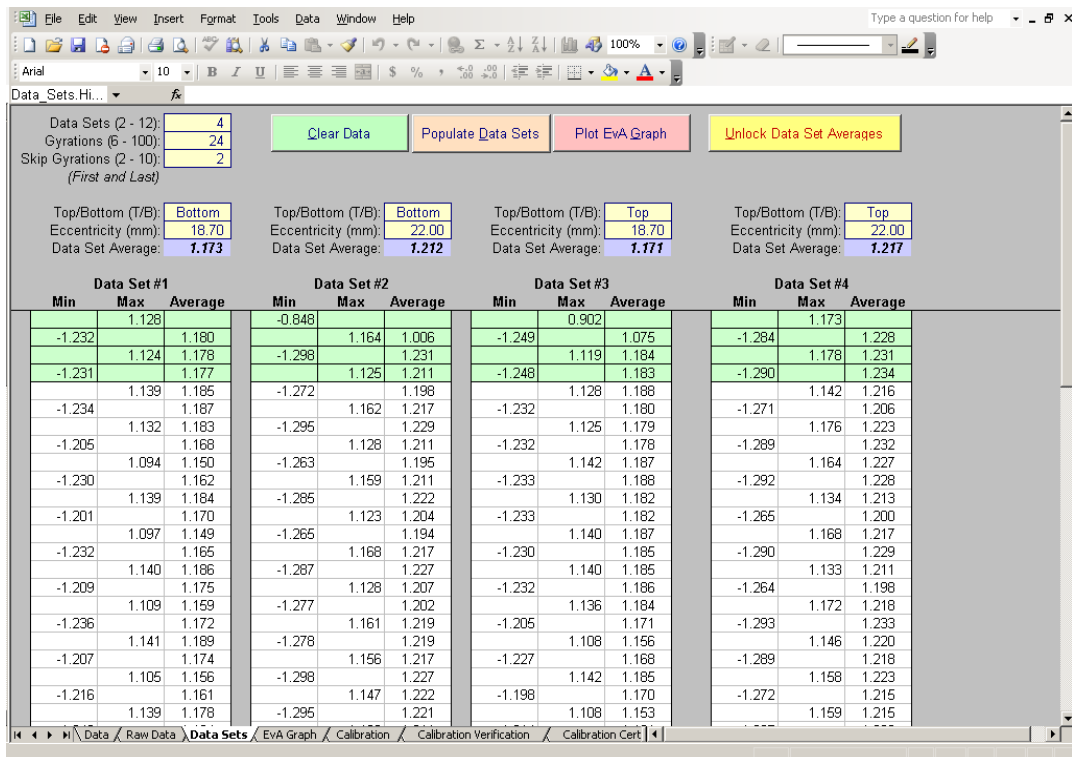 File Edit View Insert Format Tools Data Window Help Type a question for help
100%
Arial 10 B I U $ % ,
Data_Sets.Hi... fx
Data Sets (2 - 12): 4 Clear Data Populate Data Sets Plot EvA Graph Unlock Data Set Averages
Gyrations (6 - 100): 24
Skip Gyrations (2 - 10): 2
(First and Last)
Top/Bottom (T/B): Bottom Top/Bottom (T/B): Bottom Top/Bottom (T/B): Top Top/Bottom (T/B): Top
Eccentricity (mm): 18.70 Eccentricity (mm): 22.00 Eccentricity (mm): 18.70 Eccentricity (mm): 22.00
Data Set Average: 1.173 Data Set Average: 1.212 Data Set Average: 1.171 Data Set Average: 1.217
Data Set #1 Data Set #2 Data Set #3 Data Set #4
Min Max Average Min Max Average Min Max Average Min Max Average
1.128 -0.848 0.902 1.173
-1.232 1.180 1.164 1.006 -1.249 1.075 -1.284 1.228
1.124 1.178 -1.298 1.231 1.119 1.184 1.178 1.231
-1.231 1.177 1.125 1.211 -1.248 1.183 -1.290 1.234
1.139 1.185 -1.272 1.198 1.128 1.188 1.142 1.216
-1.234 1.187 1.162 1.217 -1.232 1.180 -1.271 1.206
1.132 1.183 -1.295 1.229 1.125 1.179 1.176 1.223
-1.205 1.168 1.128 1.211 -1.232 1.178 -1.289 1.232
1.094 1.150 -1.263 1.195 1.142 1.187 1.164 1.227
-1.230 1.162 1.159 1.211 -1.233 1.188 -1.292 1.228
1.139 1.184 -1.285 1.222 1.130 1.182 1.134 1.213
-1.201 1.170 1.123 1.204 -1.233 1.182 -1.265 1.200
1.097 1.149 -1.265 1.194 1.140 1.187 1.168 1.217
-1.232 1.165 1.168 1.217 -1.230 1.185 -1.290 1.229
1.140 1.186 -1.287 1.227 1.140 1.185 1.133 1.211
-1.209 1.175 1.128 1.207 -1.232 1.186 -1.264 1.198
1.109 1.159 -1.277 1.202 1.136 1.184 1.172 1.218
-1.236 1.172 1.161 1.219 -1.205 1.171 -1.293 1.233
1.141 1.189 -1.278 1.219 1.108 1.156 1.146 1.220
-1.207 1.174 1.156 1.217 -1.227 1.168 -1.289 1.218
1.105 1.156 -1.298 1.227 1.142 1.185 1.158 1.223
-1.216 1.161 1.147 1.222 -1.198 1.170 -1.272 1.215
1.139 1.178 -1.295 1.221 1.108 1.153 1.159 1.215
Data Raw Data Data Sets EvA Graph Calibration Calibration Verification Calibration Cert